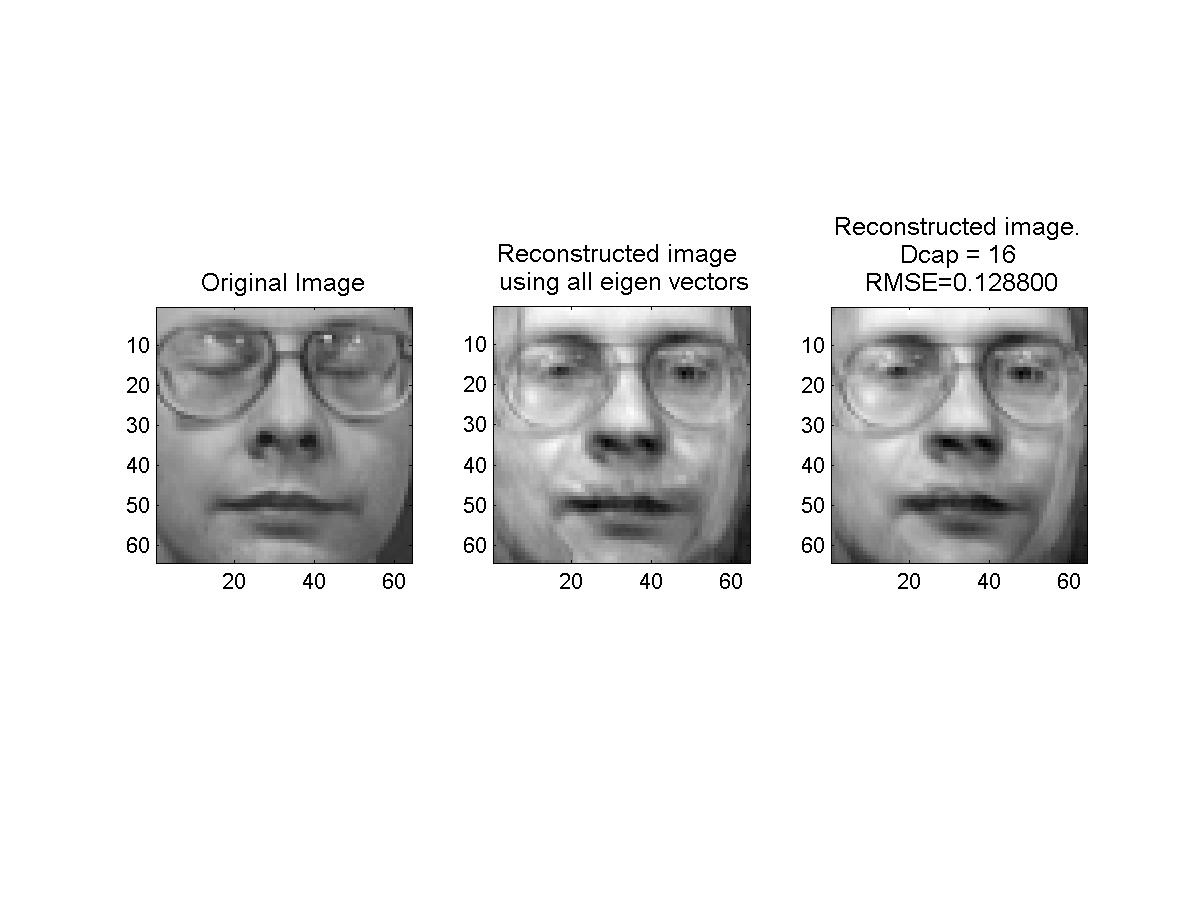 Original Image
Reconstructed image
using all eigen vectors
Reconstructed image.
Dcap = 16
RMSE=0.128800
10
20
30
40
50
60
20 40 60
10
20
30
40
50
60
20 40 60
10
20
30
40
50
60
20 40 60